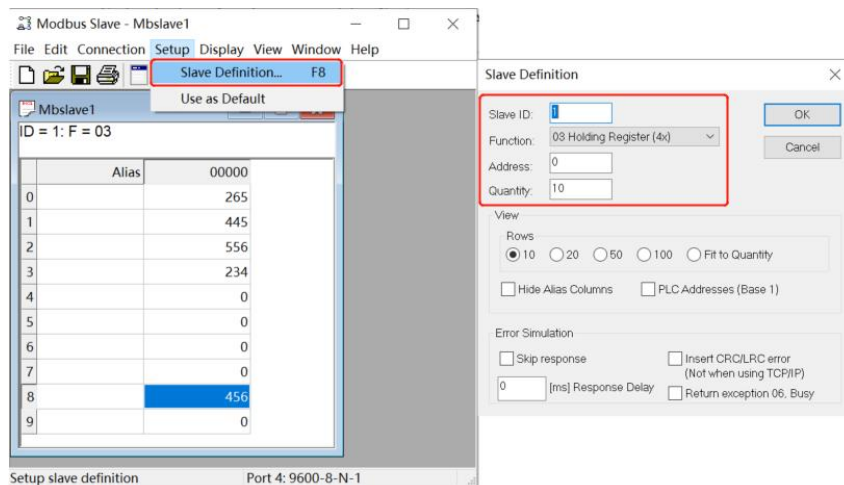 Modbus Slave - Mbslave1
File Edit Connection Setup Display View Window Help
Slave Definition... F8
Use as Default
Mbslave1
ID = 1: F = 03
Alias 00000
0 265
1 445
2 556
3 234
4 0
5 0
6 0
7 0
8 456
9 0
Setup slave definition Port 4: 9600-8-N-1
Slave Definition
Slave ID: 1
OK
Function: 03 Holding Register (4x)
Cancel
Address: 0
Quantity: 10
View
Rows
10 20 50 100 Fit to Quantity
Hide Alias Columns PLC Addresses (Base 1)
Error Simulation
Skip response Insert CRC/LRC error
(Not when using TCP/IP)
0 [ms] Response Delay Return exception 06, Busy